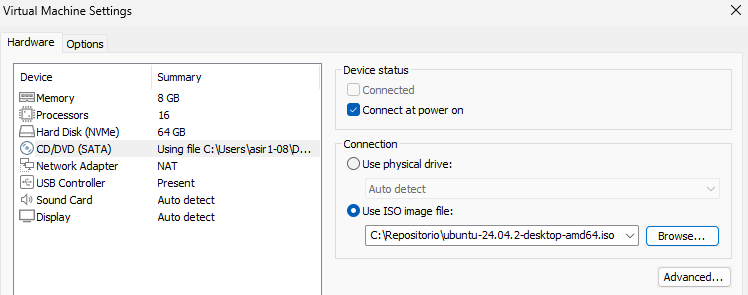 Virtual Machine Settings
Hardware Options
Device Summary
Memory 8 GB
Processors 16
Hard Disk (NVMe) 64 GB
CD/DVD (SATA) Using file C:\Users\asir1-08\D...
Network Adapter NAT
USB Controller Present
Sound Card Auto detect
Display Auto detect
Device status
Connected
Connect at power on
Connection
Use physical drive:
Auto detect
Use ISO image file:
C:\Repositorio\ubuntu-24.04.2-desktop-amd64.iso Browse...
Advanced...